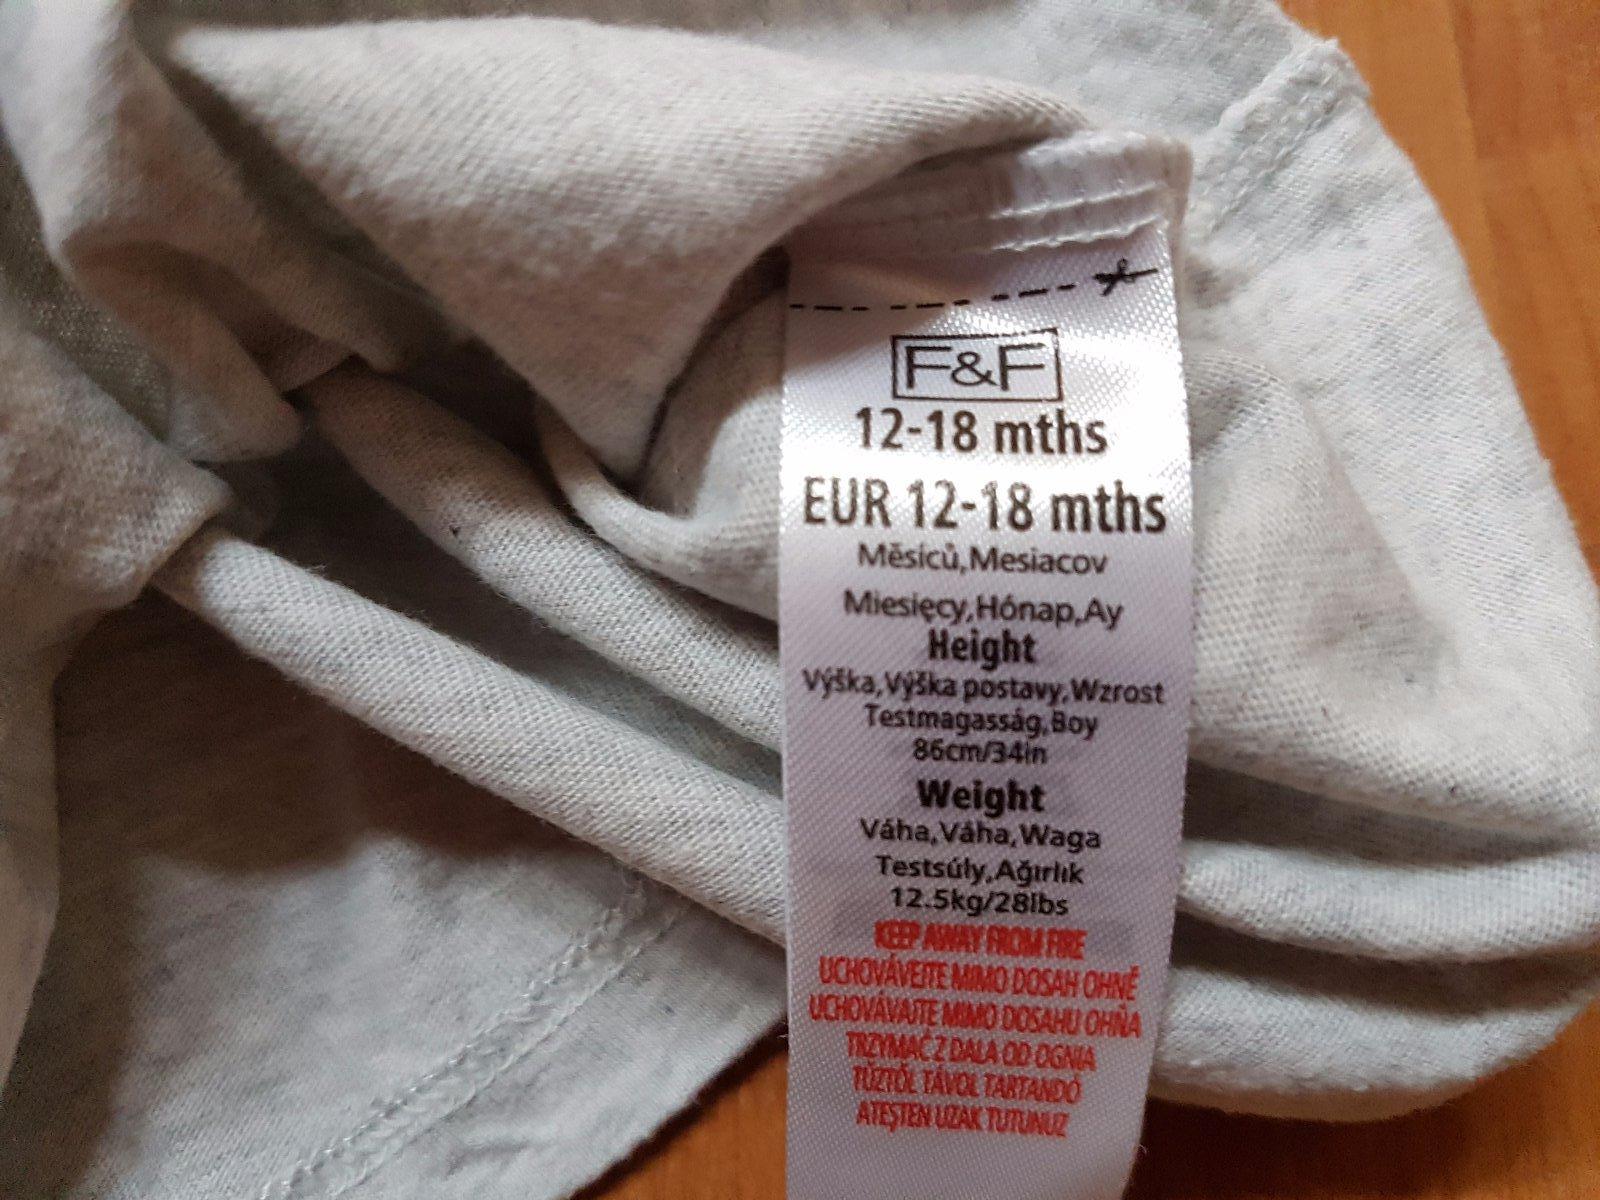 F&F
12-18 mths
EUR 12-18 mths
Měsíců,Mesiacov
Miesięcy,Hónap,Ay
Height
Výška,Výška postavy,Wzrost
Testmagasság,Boy
86cm/34in
Weight
Váha,Váha,Waga
Testsúly,Ağırlık
12.5kg/28lbs
KEEP AWAY FROM FIRE
UCHOVÁVEJTE MIMO DOSAH OHNĚ
UCHOVÁVAJTE MIMO DOSAHU OHŇA
TRZYMAĆ Z DALA OD OGNIA
TŰZTŐL TÁVOL TARTANDÓ
ATEŞTEN UZAK TUTUNUZ